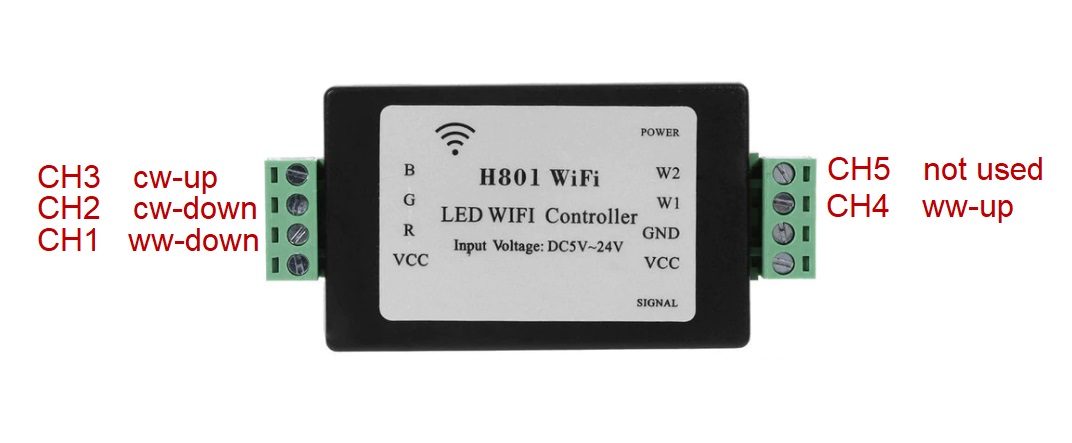 POWER
CH3 cw-up
CH2 cw-down
CH1 ww-down
B
G
R
VCC
H801 WiFi
LED WIFI Controller
Input Voltage: DC5V~24V
W2
W1
GND
VCC
SIGNAL
CH5 not used
CH4 ww-up